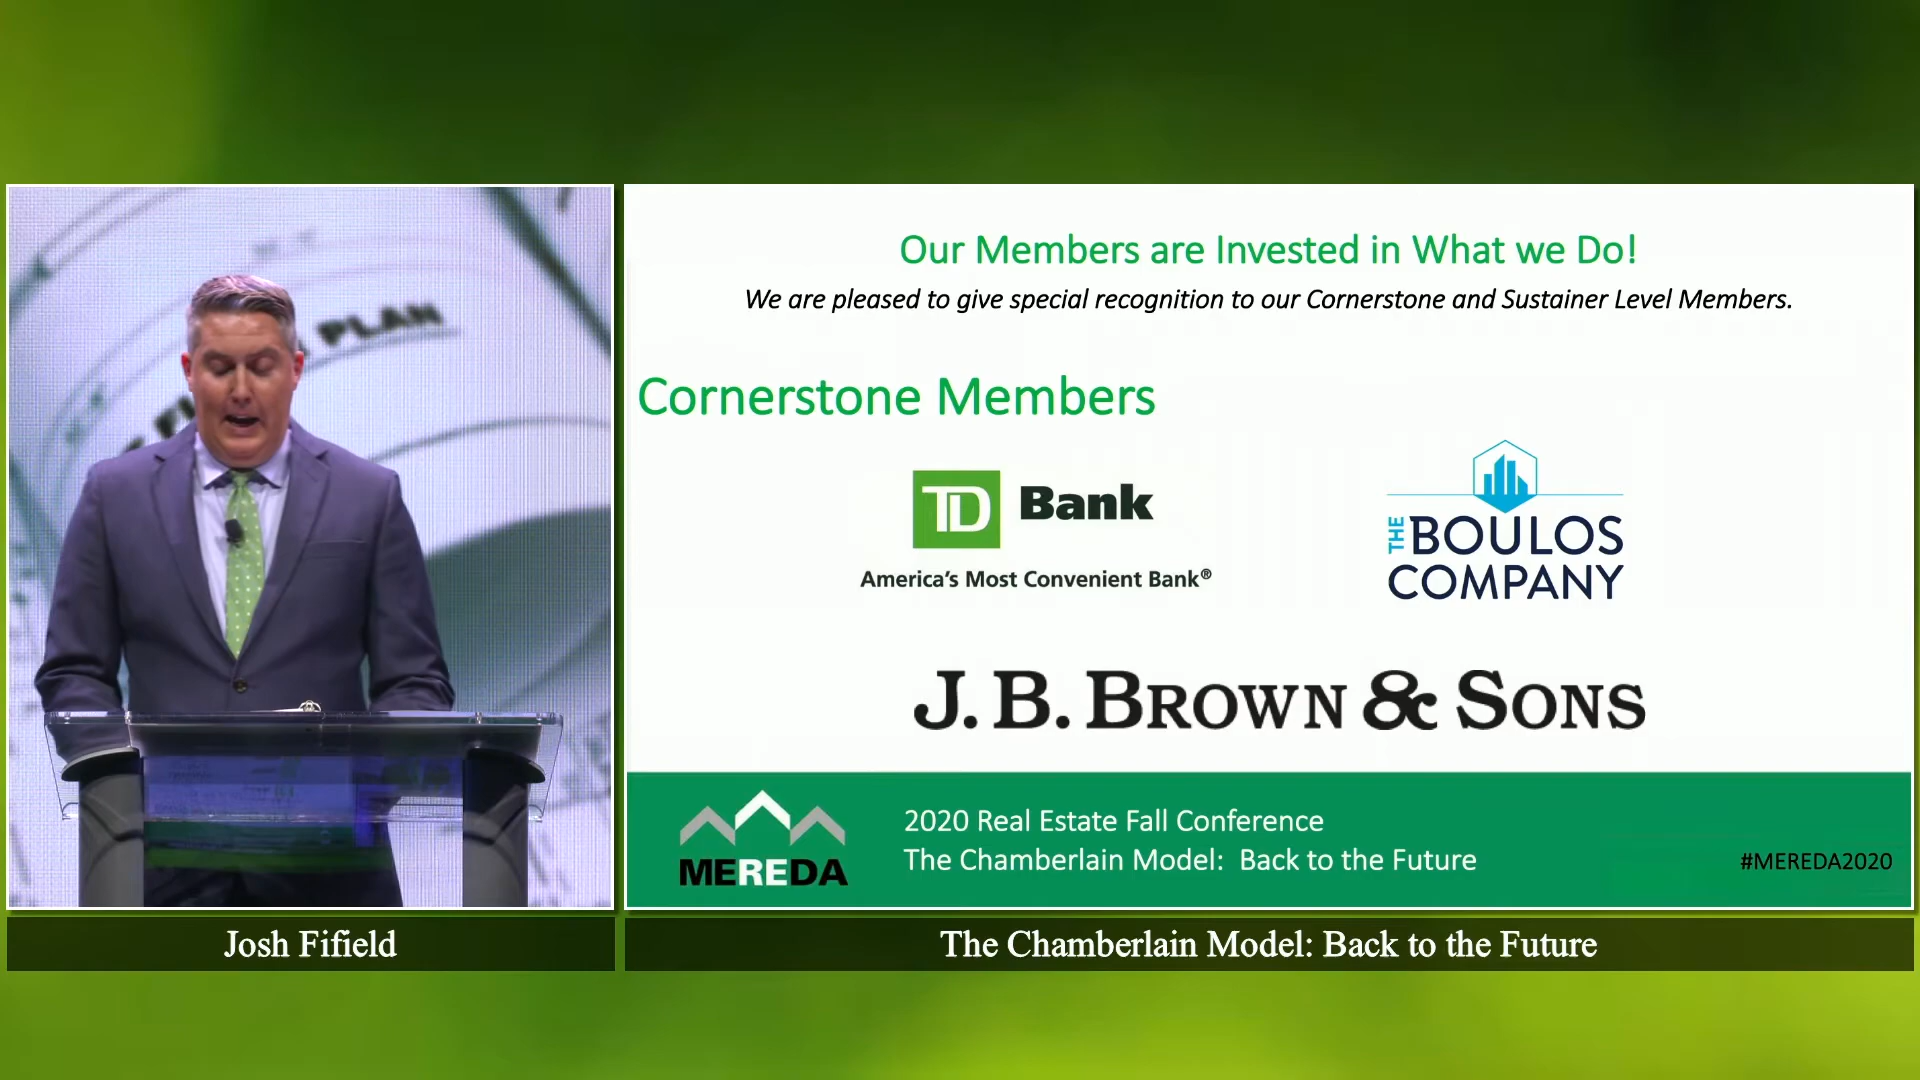 PLAN
Our Members are Invested in What we Do!
We are pleased to give special recognition to our Cornerstone and Sustainer Level Members.
Cornerstone Members
TD Bank
America's Most Convenient Bank®
THE BOULOS
COMPANY
J. B. BROWN & SONS
MEREDA
2020 Real Estate Fall Conference
The Chamberlain Model:  Back to the Future
#MEREDA2020
Josh Fifield
The Chamberlain Model: Back to the Future